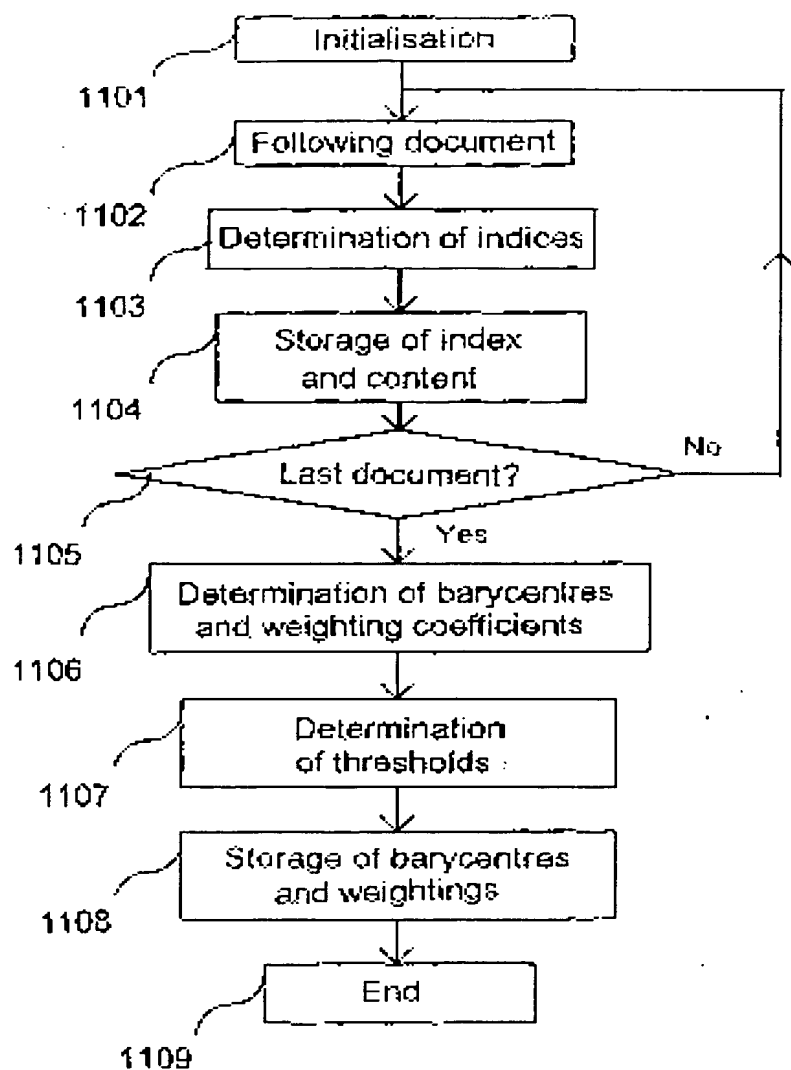 Initialisation
1101
Following document
1102
Determination of indices
1103
Storage of index
and content
1104
Last document?
No
1105
Yes
Determination of barycentres
and weighting coefficients
1106
Determination
of thresholds
1107
Storage of barycentres
and weightings
1108
End
1109